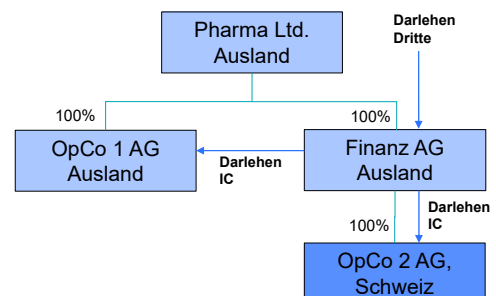 Pharma Ltd.
Ausland
Darlehen
Dritte
100%
100%
OpCo 1 AG
Ausland
Darlehen
IC
Finanz AG
Ausland
Darlehen
IC
100%
OpCo 2 AG,
Schweiz